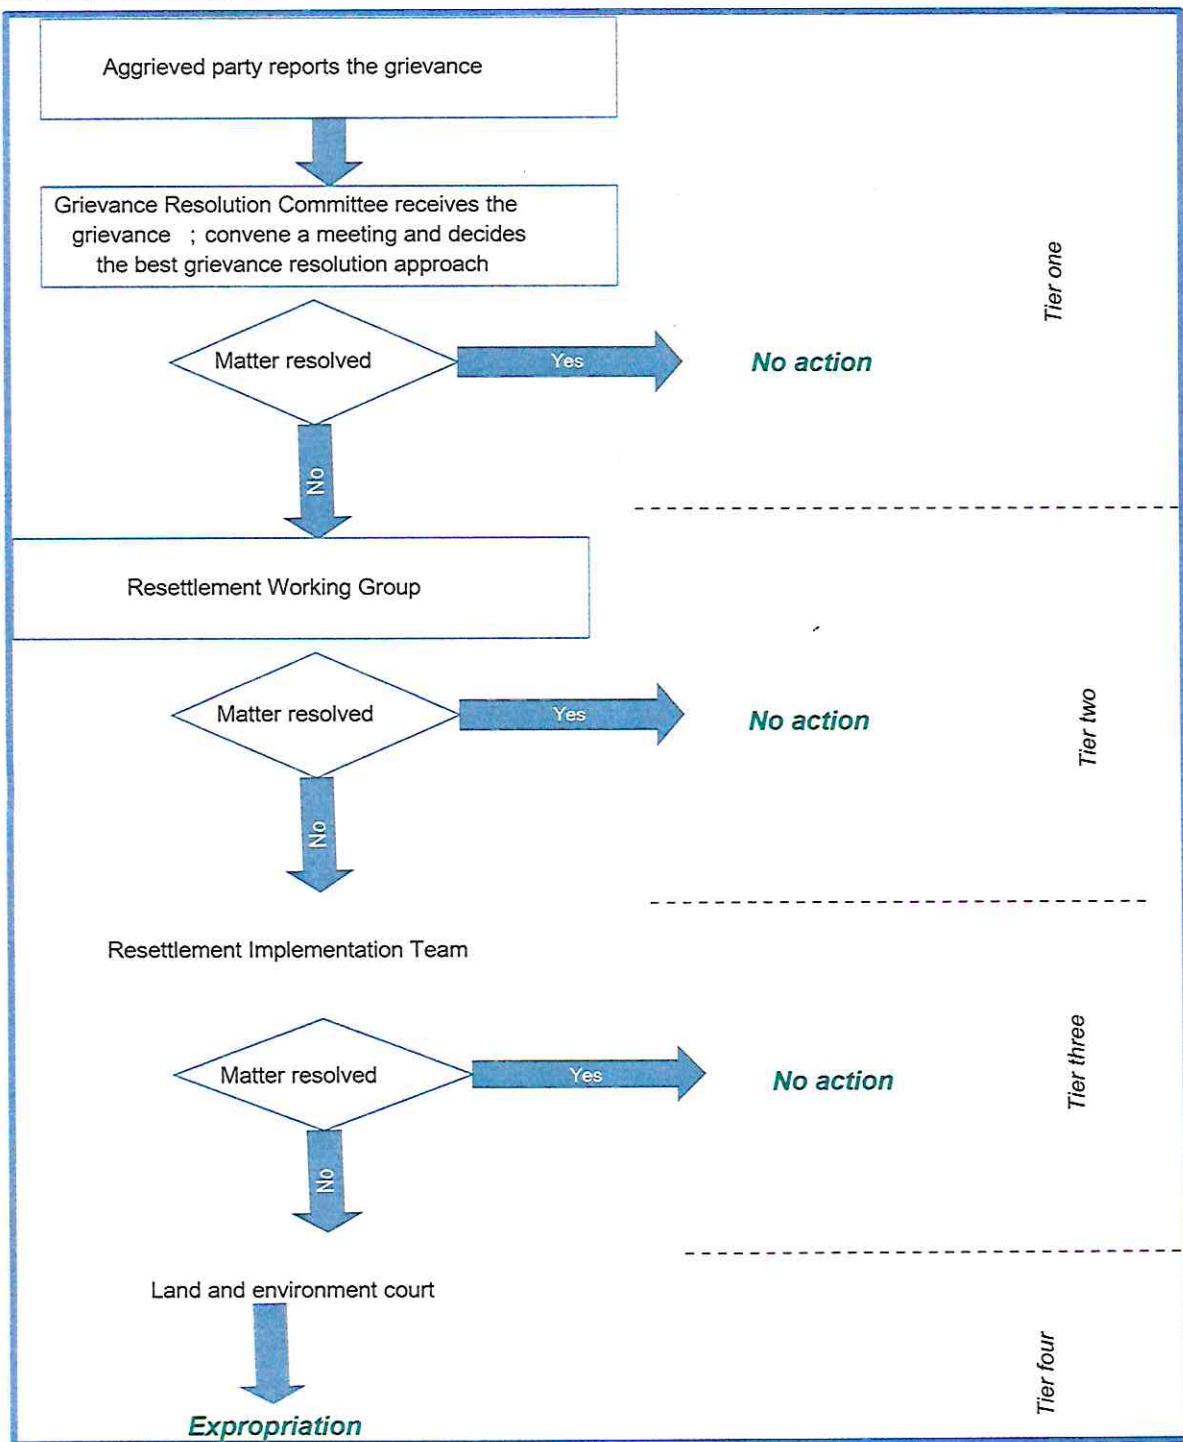 Aggrieved party reports the grievance
Grievance Resolution Committee receives the
grievance ; convene a meeting and decides
the best grievance resolution approach
Tier one
Matter resolved
Yes
No action
No
Resettlement Working Group
Matter resolved
Yes
No action
Tier two
No
Resettlement Implementation Team
Matter resolved
Yes
No action
Tier three
No
Land and environment court
Tier four
Expropriation